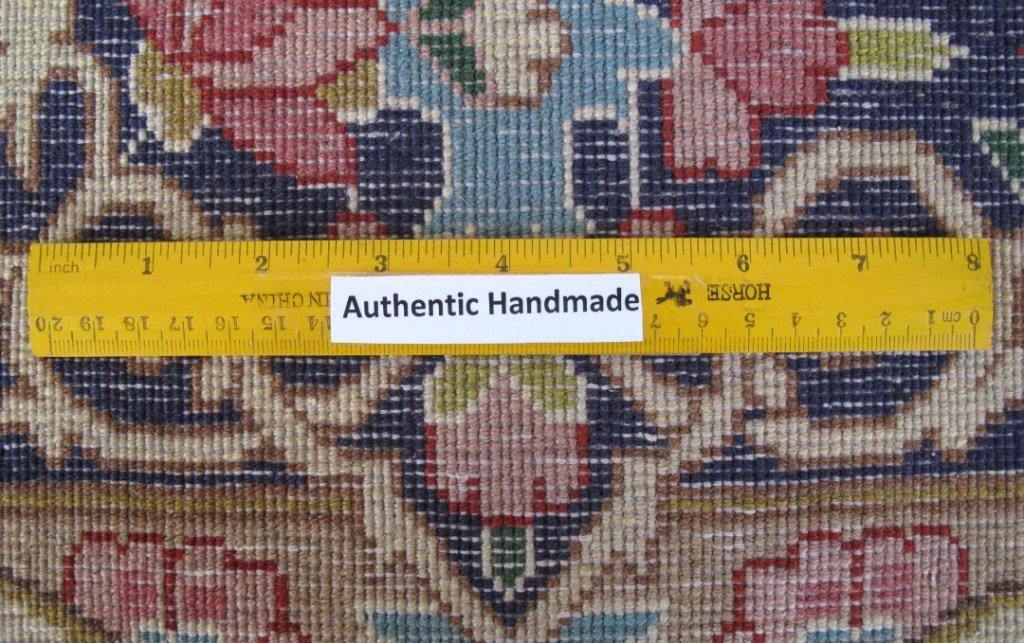 inch 1 2 3 4 5 6 7 8
IN CHINA
Authentic Handmade
HORSE
20 19 18 17 16 15 14 7 6 5 4 3 2 1 cm 0